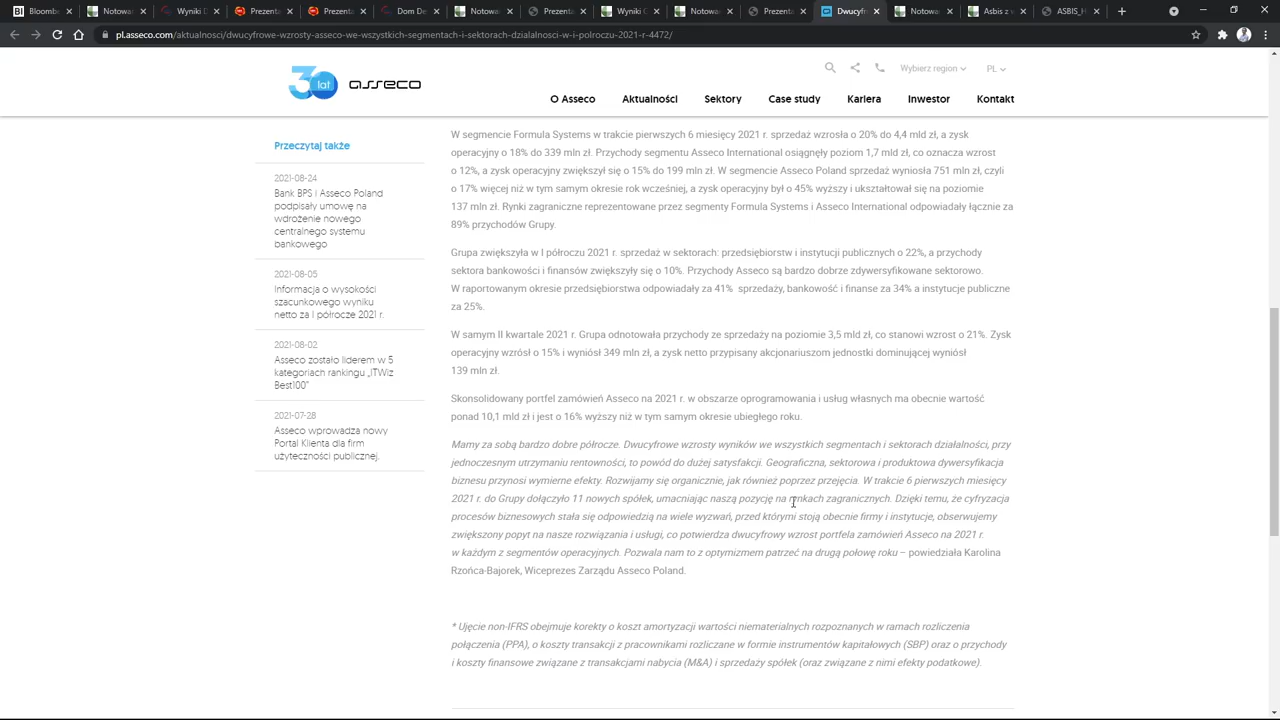 BI Bloomb
Notowa
Wyniki D
Prezenta
Prezenta
Dom De
Notowa
Prezenta
Wyniki C
Notowa
Prezenta
Dwucyfr
Notowa
Asbis z w
ASBIS_H
pl.asseco.com/aktualnosci/dwucyfrowe-wzrosty-asseco-we-wszystkich-segmentach-i-sektorach-dzialalnosci-w-i-polroczu-2021-r-4472/
30 lat asseco
Wybierz region
PL
O Asseco Aktualności Sektory Case study Kariera Inwestor Kontakt
Przeczytaj także
2021-08-24
Bank BPS i Asseco Poland
podpisały umowę na
wdrożenie nowego
centralnego systemu
bankowego
2021-08-05
Informacja o wysokości
szacunkowego wyniku
netto za I półrocze 2021 r.
2021-08-02
Asseco zostało liderem w 5
kategoriach rankingu „ITWiz
Best100”
2021-07-28
Asseco wprowadza nowy
Portal Klienta dla firm
użyteczności publicznej.
W segmencie Formula Systems w trakcie pierwszych 6 miesięcy 2021 r. sprzedaż wzrosła o 20% do 4,4 mld zł, a zysk
operacyjny o 18% do 339 mln zł. Przychody segmentu Asseco International osiągnęły poziom 1,7 mld zł, co oznacza wzrost
o 12%, a zysk operacyjny zwiększył się o 15% do 199 mln zł. W segmencie Asseco Poland sprzedaż wyniosła 751 mln zł, czyli
o 17% więcej niż w tym samym okresie rok wcześniej, a zysk operacyjny był o 45% wyższy i ukształtował się na poziomie
137 mln zł. Rynki zagraniczne reprezentowane przez segmenty Formula Systems i Asseco International odpowiadały łącznie za
89% przychodów Grupy.
Grupa zwiększyła w I półroczu 2021 r. sprzedaż w sektorach: przedsiębiorstw i instytucji publicznych o 22%, a przychody
sektora bankowości i finansów zwiększyły się o 10%. Przychody Asseco są bardzo dobrze zdywersyfikowane sektorowo.
W raportowanym okresie przedsiębiorstwa odpowiadały za 41% sprzedaży, bankowość i finanse za 34% a instytucje publiczne
za 25%.
W samym II kwartale 2021 r. Grupa odnotowała przychody ze sprzedaży na poziomie 3,5 mld zł, co stanowi wzrost o 21%. Zysk
operacyjny wzrósł o 15% i wyniósł 349 mln zł, a zysk netto przypisany akcjonariuszom jednostki dominującej wyniósł
139 mln zł.
Skonsolidowany portfel zamówień Asseco na 2021 r. w obszarze oprogramowania i usług własnych ma obecnie wartość
ponad 10,1 mld zł i jest o 16% wyższy niż w tym samym okresie ubiegłego roku.
Mamy za sobą bardzo dobre półrocze. Dwucyfrowe wzrosty wyników we wszystkich segmentach i sektorach działalności, przy
jednoczesnym utrzymaniu rentowności, to powód do dużej satysfakcji. Geograficzna, sektorowa i produktowa dywersyfikacja
biznesu przynosi wymierne efekty. Rozwijamy się organicznie, jak również poprzez przejęcia. W trakcie 6 pierwszych miesięcy
2021 r. do Grupy dołączyło 11 nowych spółek, umacniając naszą pozycję na rynkach zagranicznych. Dzięki temu, że cyfryzacja
procesów biznesowych stała się odpowiedzią na wiele wyzwań, przed którymi stoją obecnie firmy i instytucje, obserwujemy
zwiększony popyt na nasze rozwiązania i usługi, co potwierdza dwucyfrowy wzrost portfela zamówień Asseco na 2021 r.
w każdym z segmentów operacyjnych. Pozwala nam to z optymizmem patrzeć na drugą połowę roku – powiedziała Karolina
Rzońca-Bajorek, Wiceprezes Zarządu Asseco Poland.
* Ujęcie non-IFRS obejmuje korekty o koszt amortyzacji wartości niematerialnych rozpoznanych w ramach rozliczenia
połączenia (PPA), o koszty transakcji z pracownikami rozliczane w formie instrumentów kapitałowych (SBP) oraz o przychody
i koszty finansowe związane z transakcjami nabycia (M&A) i sprzedaży spółek (oraz związane z nimi efekty podatkowe).